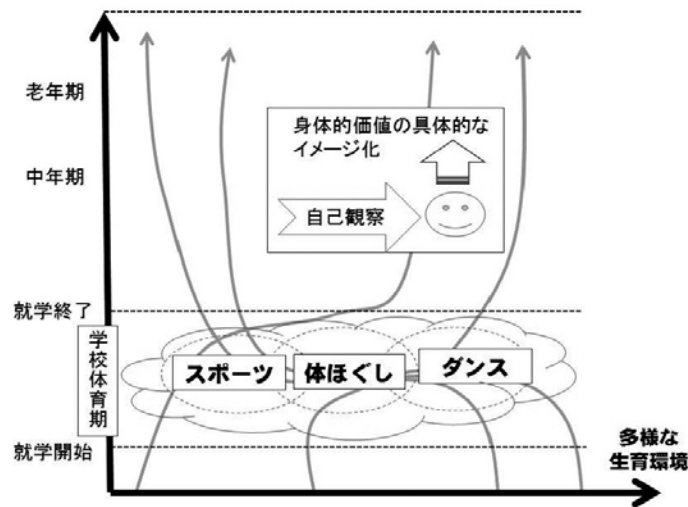 老年期
中年期
身体的価値の具体的な
イメージ化
自己観察
就学終了
学校体育期
スポーツ
体ほぐし
ダンス
就学開始
多様な
生育環境